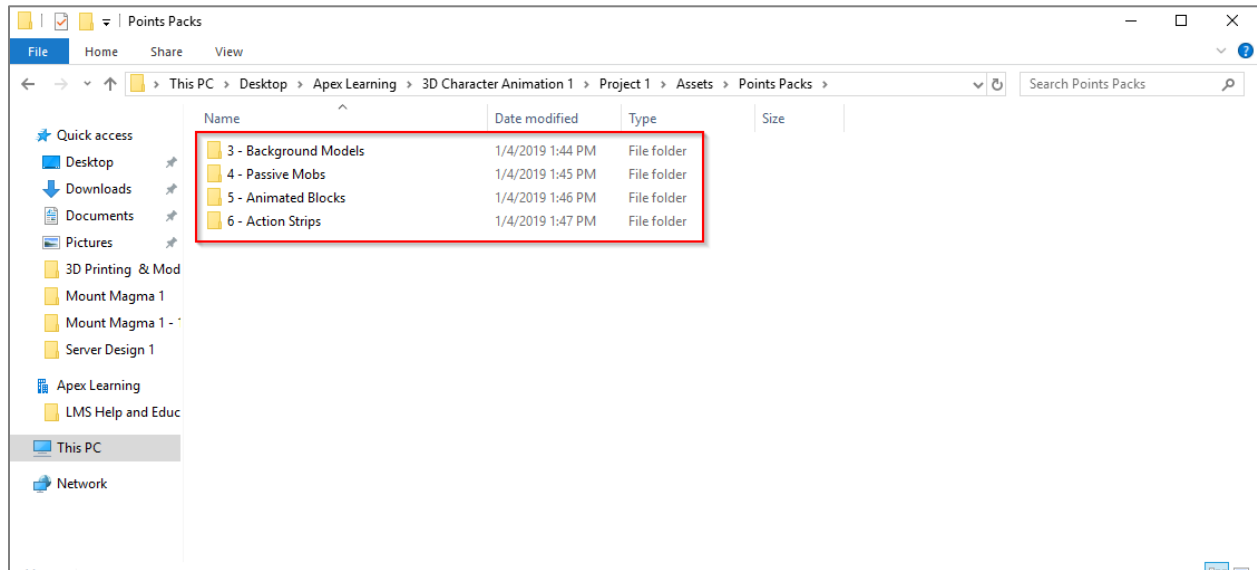 Points Packs
File Home Share View
This PC > Desktop > Apex Learning > 3D Character Animation 1 > Project 1 > Assets > Points Packs >
Search Points Packs
Name Date modified Type Size
Quick access
Desktop
Downloads
Documents
Pictures
3D Printing & Mod
Mount Magma 1
Mount Magma 1 -
Server Design 1
Apex Learning
LMS Help and Educ
This PC
Network
3 - Background Models 1/4/2019 1:44 PM File folder
4 - Passive Mobs 1/4/2019 1:45 PM File folder
5 - Animated Blocks 1/4/2019 1:46 PM File folder
6 - Action Strips 1/4/2019 1:47 PM File folder